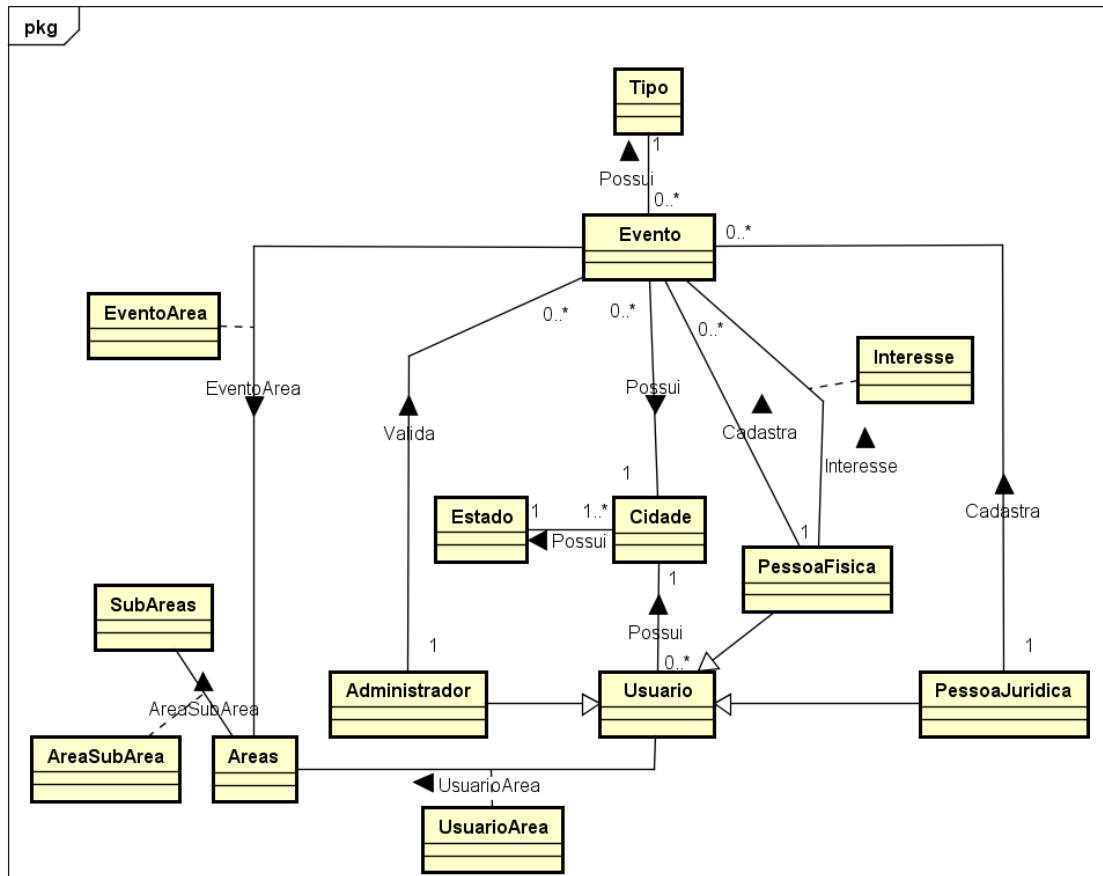 pkg
Tipo
1
Possui
0..*
Evento
0..*
EventoArea
0..*
0..*
0..*
Interesse
EventoArea
Possui
Valida
Cadastra
Interesse
1
Estado
1
1..*
Cidade
Cadastra
Possui
1
PessoaFisica
1
SubAreas
Possui
1
0..*
1
Administrador
Usuario
PessoaJuridica
AreaSubArea
AreaSubArea
Areas
UsuarioArea
UsuarioArea